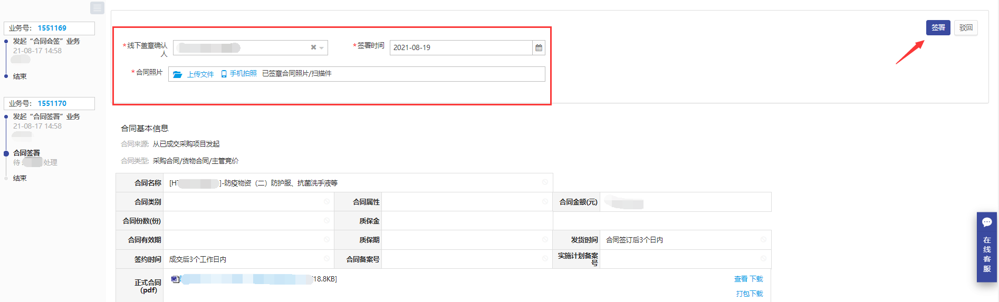 业务号: 1551169
发起“合同会签”业务
21-08-17 14:58
结束
业务号: 1551170
发起“合同签署”业务
21-08-17 14:58
合同签署
待 处理
结束
签署 驳回
*线下盖章确认人
*签署时间 2021-08-19
*合同照片 上传文件 手机拍照 已签章合同照片/扫描件
合同基本信息
合同来源: 从已成交采购项目发起
合同类型: 采购合同/货物合同/主管竞价
合同名称 [H ]-防疫物资（二）防护服、抗菌洗手液等
合同类别 合同属性 合同金额(元)
合同份数(份) 质保金
合同有效期 质保期 发货时间 合同签订后3个日内
签约时间 成交后3个工作日内 合同备案号 实施计划备案号
正式合同(pdf) 18.8KB] 查看 下载
打包下载
在线客服